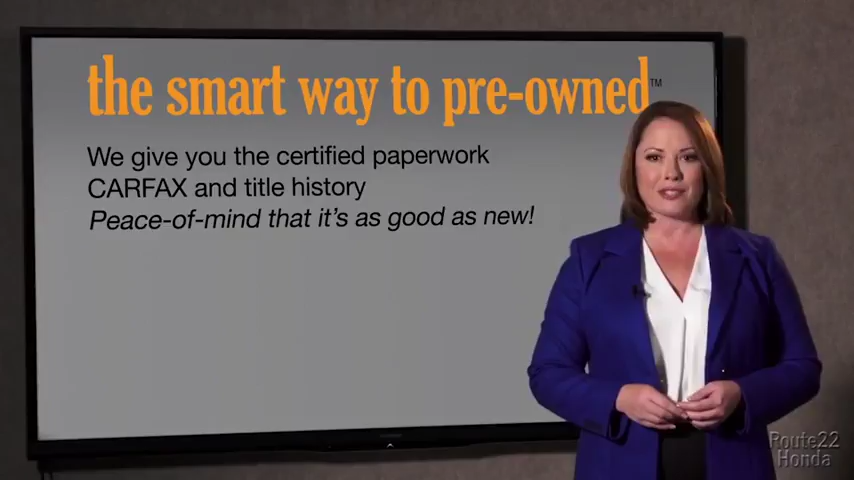 the smart way to pre-owned™
We give you the certified paperwork
CARFAX and title history
Peace-of-mind that it's as good as new!
Route22
Honda